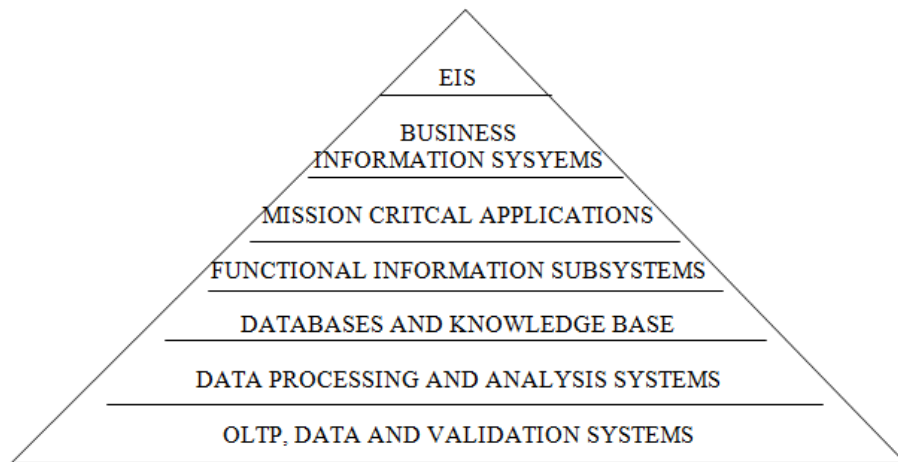 EIS
BUSINESS
INFORMATION SYSYEMS
MISSION CRITCAL APPLICATIONS
FUNCTIONAL INFORMATION SUBSYSTEMS
DATABASES AND KNOWLEDGE BASE
DATA PROCESSING AND ANALYSIS SYSTEMS
OLTP, DATA AND VALIDATION SYSTEMS